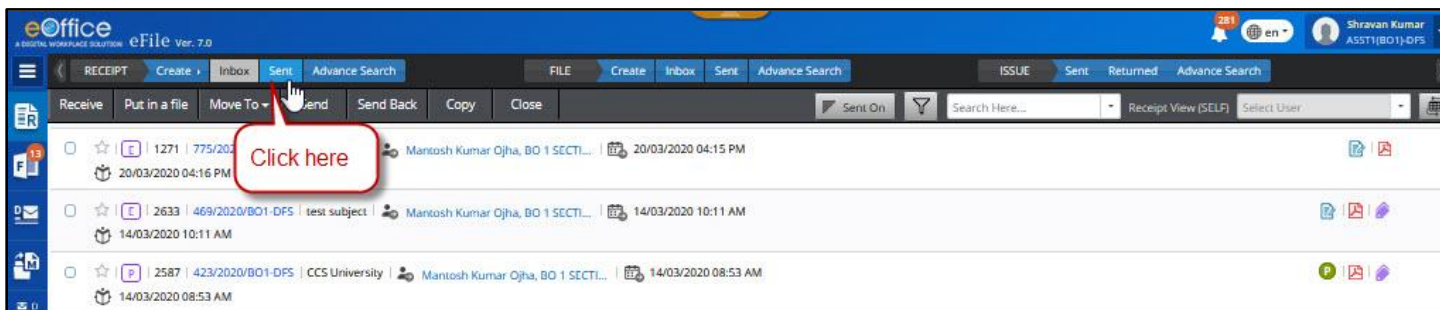 eOffice
A DIGITAL WORKPLACE SOLUTION eFile Ver. 7.0
281
en
Shravan Kumar
ASST1(BO1)-DFS
RECEIPT Create Inbox Sent Advance Search FILE Create Inbox Sent Advance Search ISSUE Sent Returned Advance Search
Receive Put in a file Move To Send Back Copy Close Sent On Search Here... Receipt View (SELF) Select User
Click here
E 1271 Mantosh Kumar Ojha, BO 1 SECTI... 20/03/2020 04:15 PM
20/03/2020 04:16 PM
13
E 2633 469/2020/BO1-DFS test subject Mantosh Kumar Ojha, BO 1 SECTI... 14/03/2020 10:11 AM
14/03/2020 10:11 AM
P 2587 423/2020/BO1-DFS CCS University Mantosh Kumar Ojha, BO 1 SECTI... 14/03/2020 08:53 AM P
14/03/2020 08:53 AM